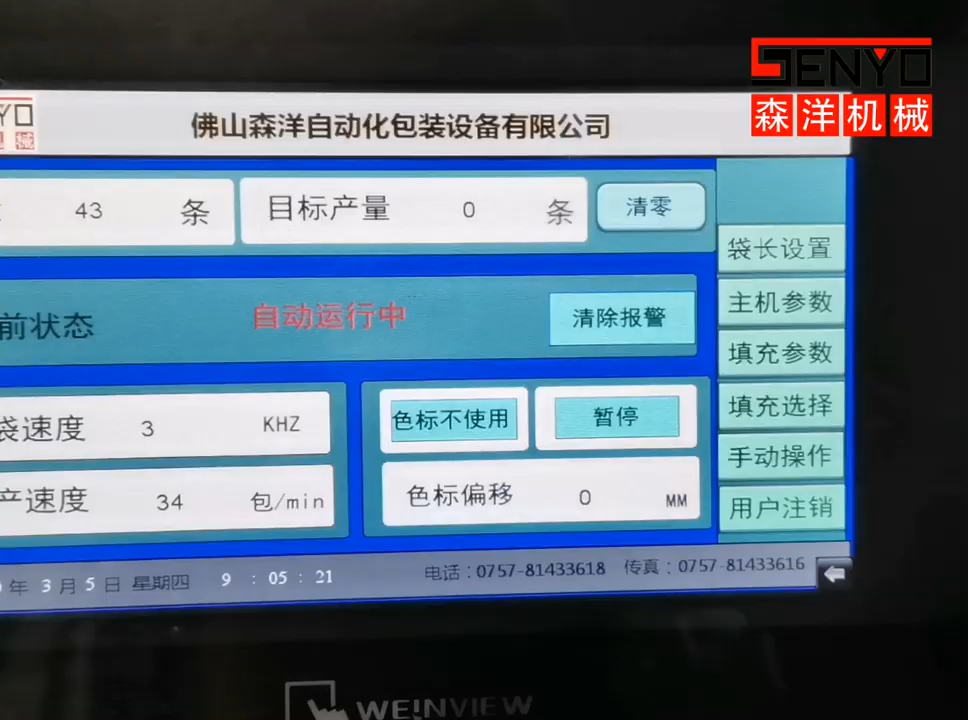 SENYO
森洋机械
YO
械
佛山森洋自动化包装设备有限公司
43 条 目标产量 0 条 清零
袋长设置
主机参数
前状态 自动运行中 清除报警
填充参数
填充选择
袋速度 3 KHZ 色标不使用 暂停
手动操作
产速度 34 包/min 色标偏移 0 MM
用户注销
年 3 月 5 日 星期四 9 : 05 : 21 电话：0757-81433618 传真：0757-81433616
WEINVIEW